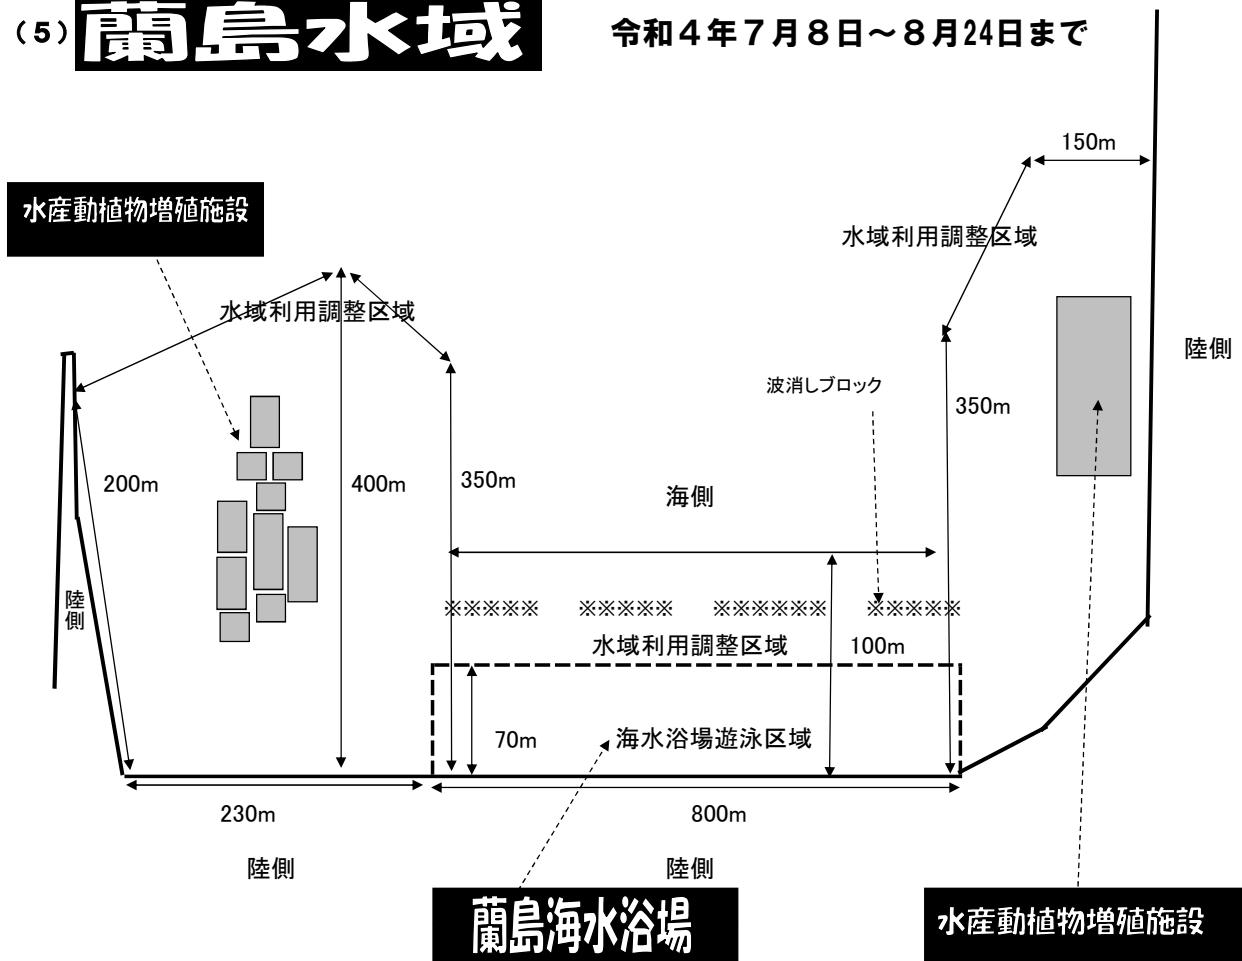 （５）蘭島水域 令和４年７月８日～８月24日まで
150m
水産動植物増殖施設
水域利用調整区域
水域利用調整区域
陸側
波消しブロック
350m
200m
400m
350m
海側
陸側
※※※※※ ※※※※※ ※※※※※※ ※※※※※
水域利用調整区域
100m
70m
海水浴場遊泳区域
230m
800m
陸側
陸側
蘭島海水浴場
水産動植物増殖施設